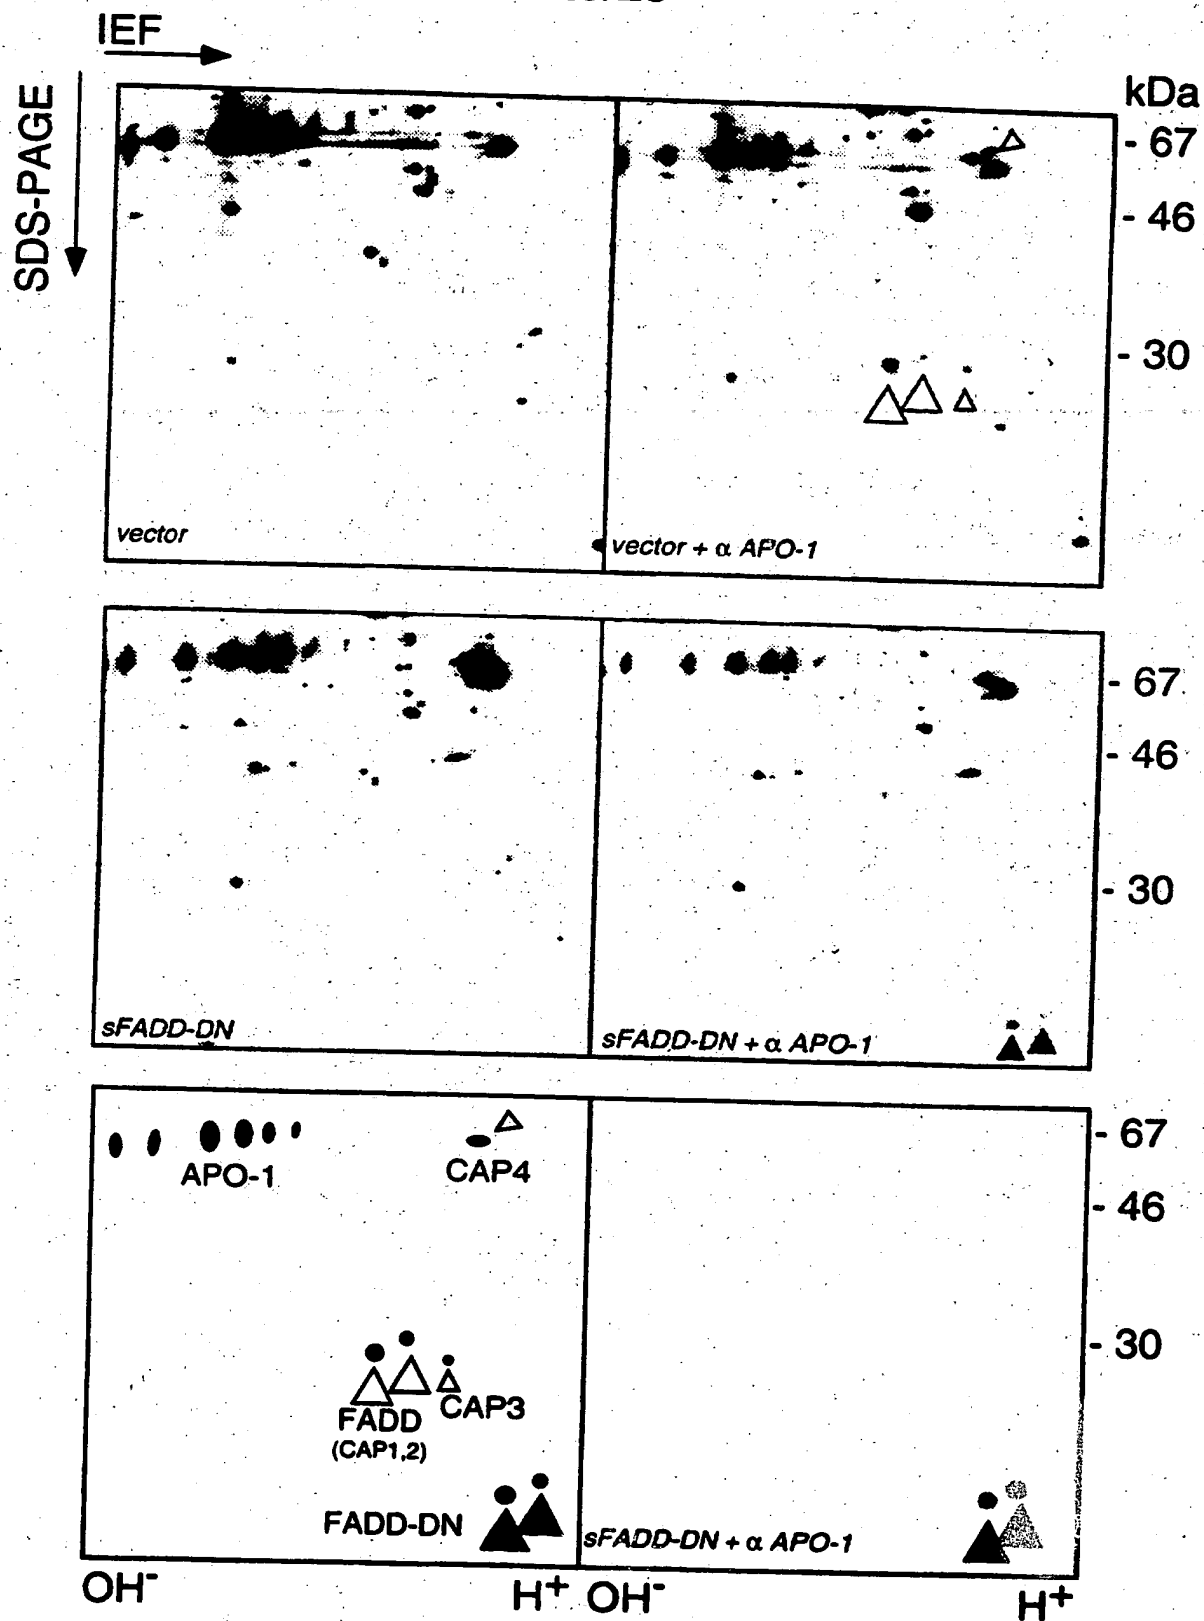 IEF
SDS-PAGE
kDa
- 67
- 46
- 30
vector
vector + α APO-1
- 67
- 46
- 30
sFADD-DN
sFADD-DN + α APO-1
- 67
APO-1
CAP4
- 46
- 30
CAP3
FADD
(CAP1,2)
FADD-DN
sFADD-DN + α APO-1
OH⁻ H⁺ OH⁻ H⁺